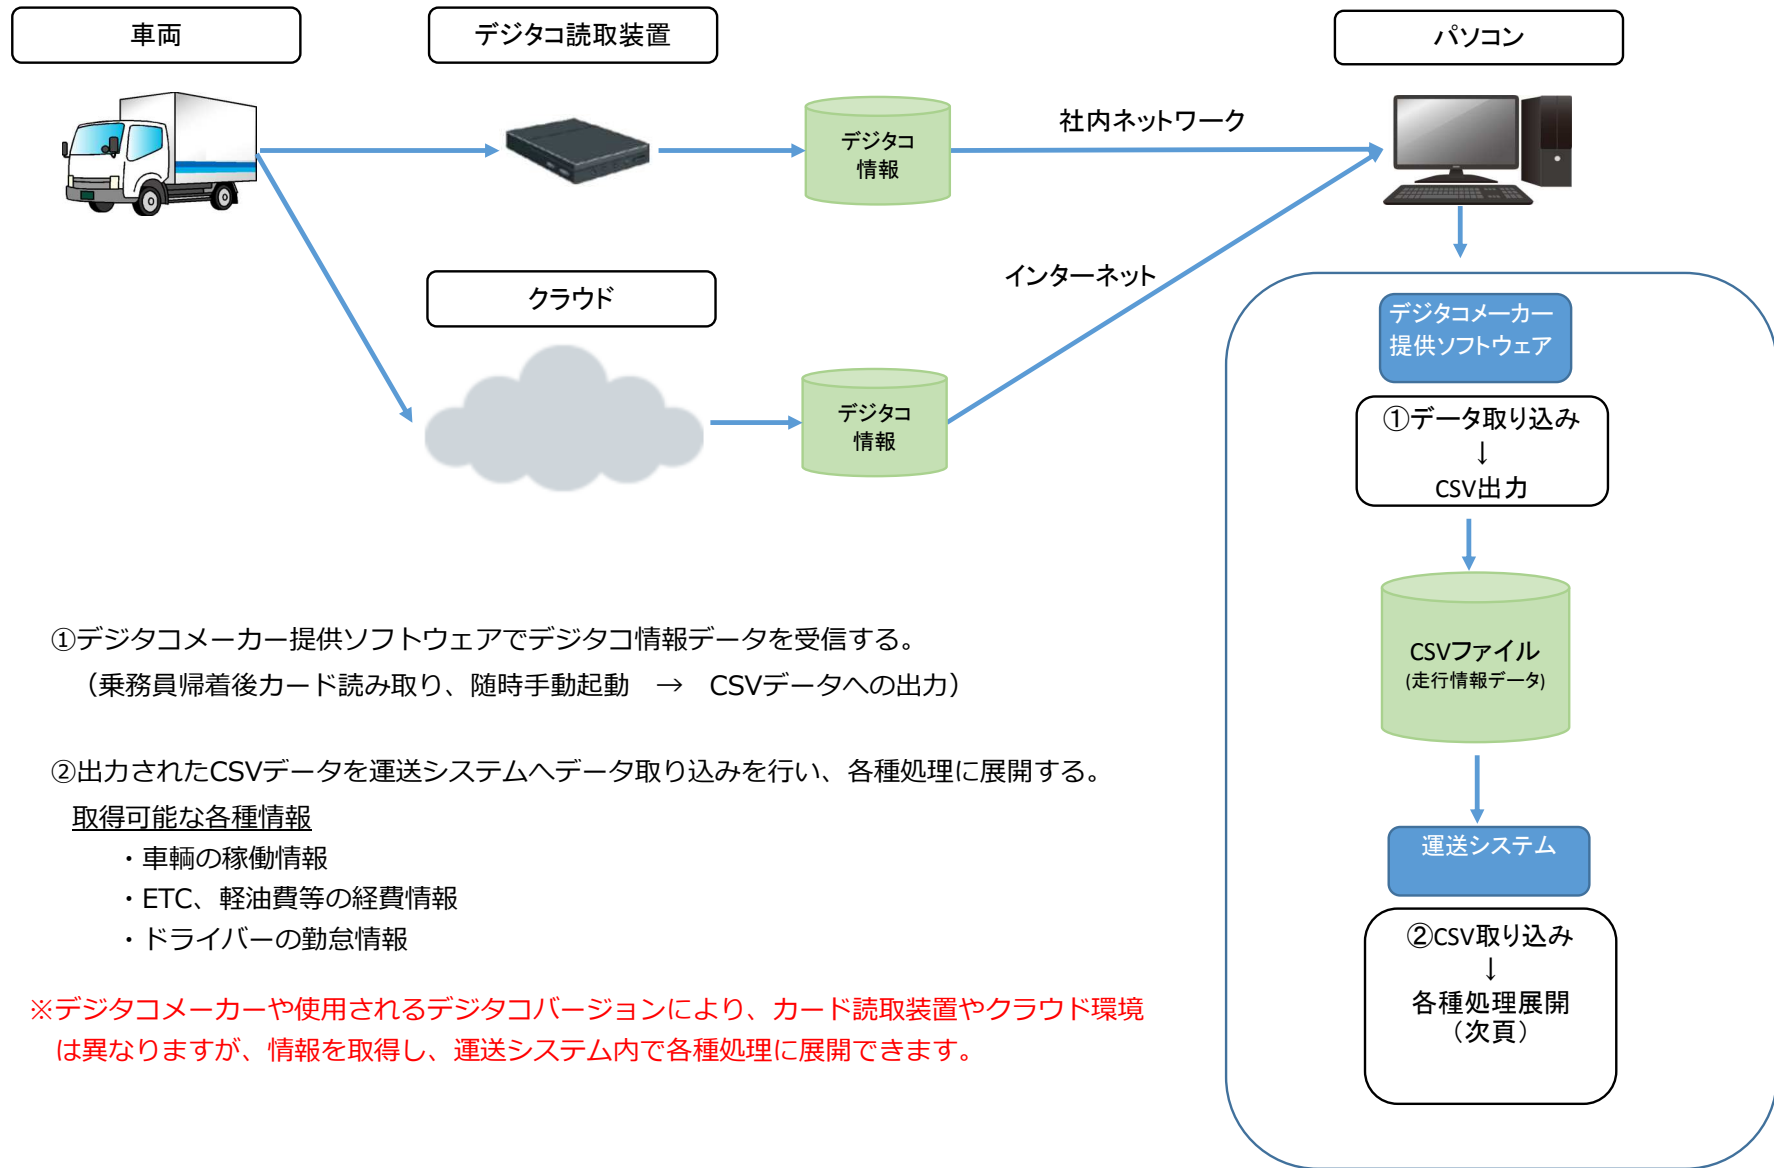 車両
デジタコ読取装置
パソコン
デジタコ
情報
社内ネットワーク
クラウド
インターネット
デジタコ
情報
デジタコメーカー
提供ソフトウェア
①データ取り込み
↓
CSV出力
CSVファイル
(走行情報データ)
運送システム
②CSV取り込み
↓
各種処理展開
(次頁)
①デジタコメーカー提供ソフトウェアでデジタコ情報データを受信する。
（乗務員帰着後カード読み取り、随時手動起動　→　CSVデータへの出力）
②出力されたCSVデータを運送システムへデータ取り込みを行い、各種処理に展開する。
取得可能な各種情報
・車輌の稼働情報
・ETC、軽油費等の経費情報
・ドライバーの勤怠情報
※デジタコメーカーや使用されるデジタコバージョンにより、カード読取装置やクラウド環境
は異なりますが、情報を取得し、運送システム内で各種処理に展開できます。